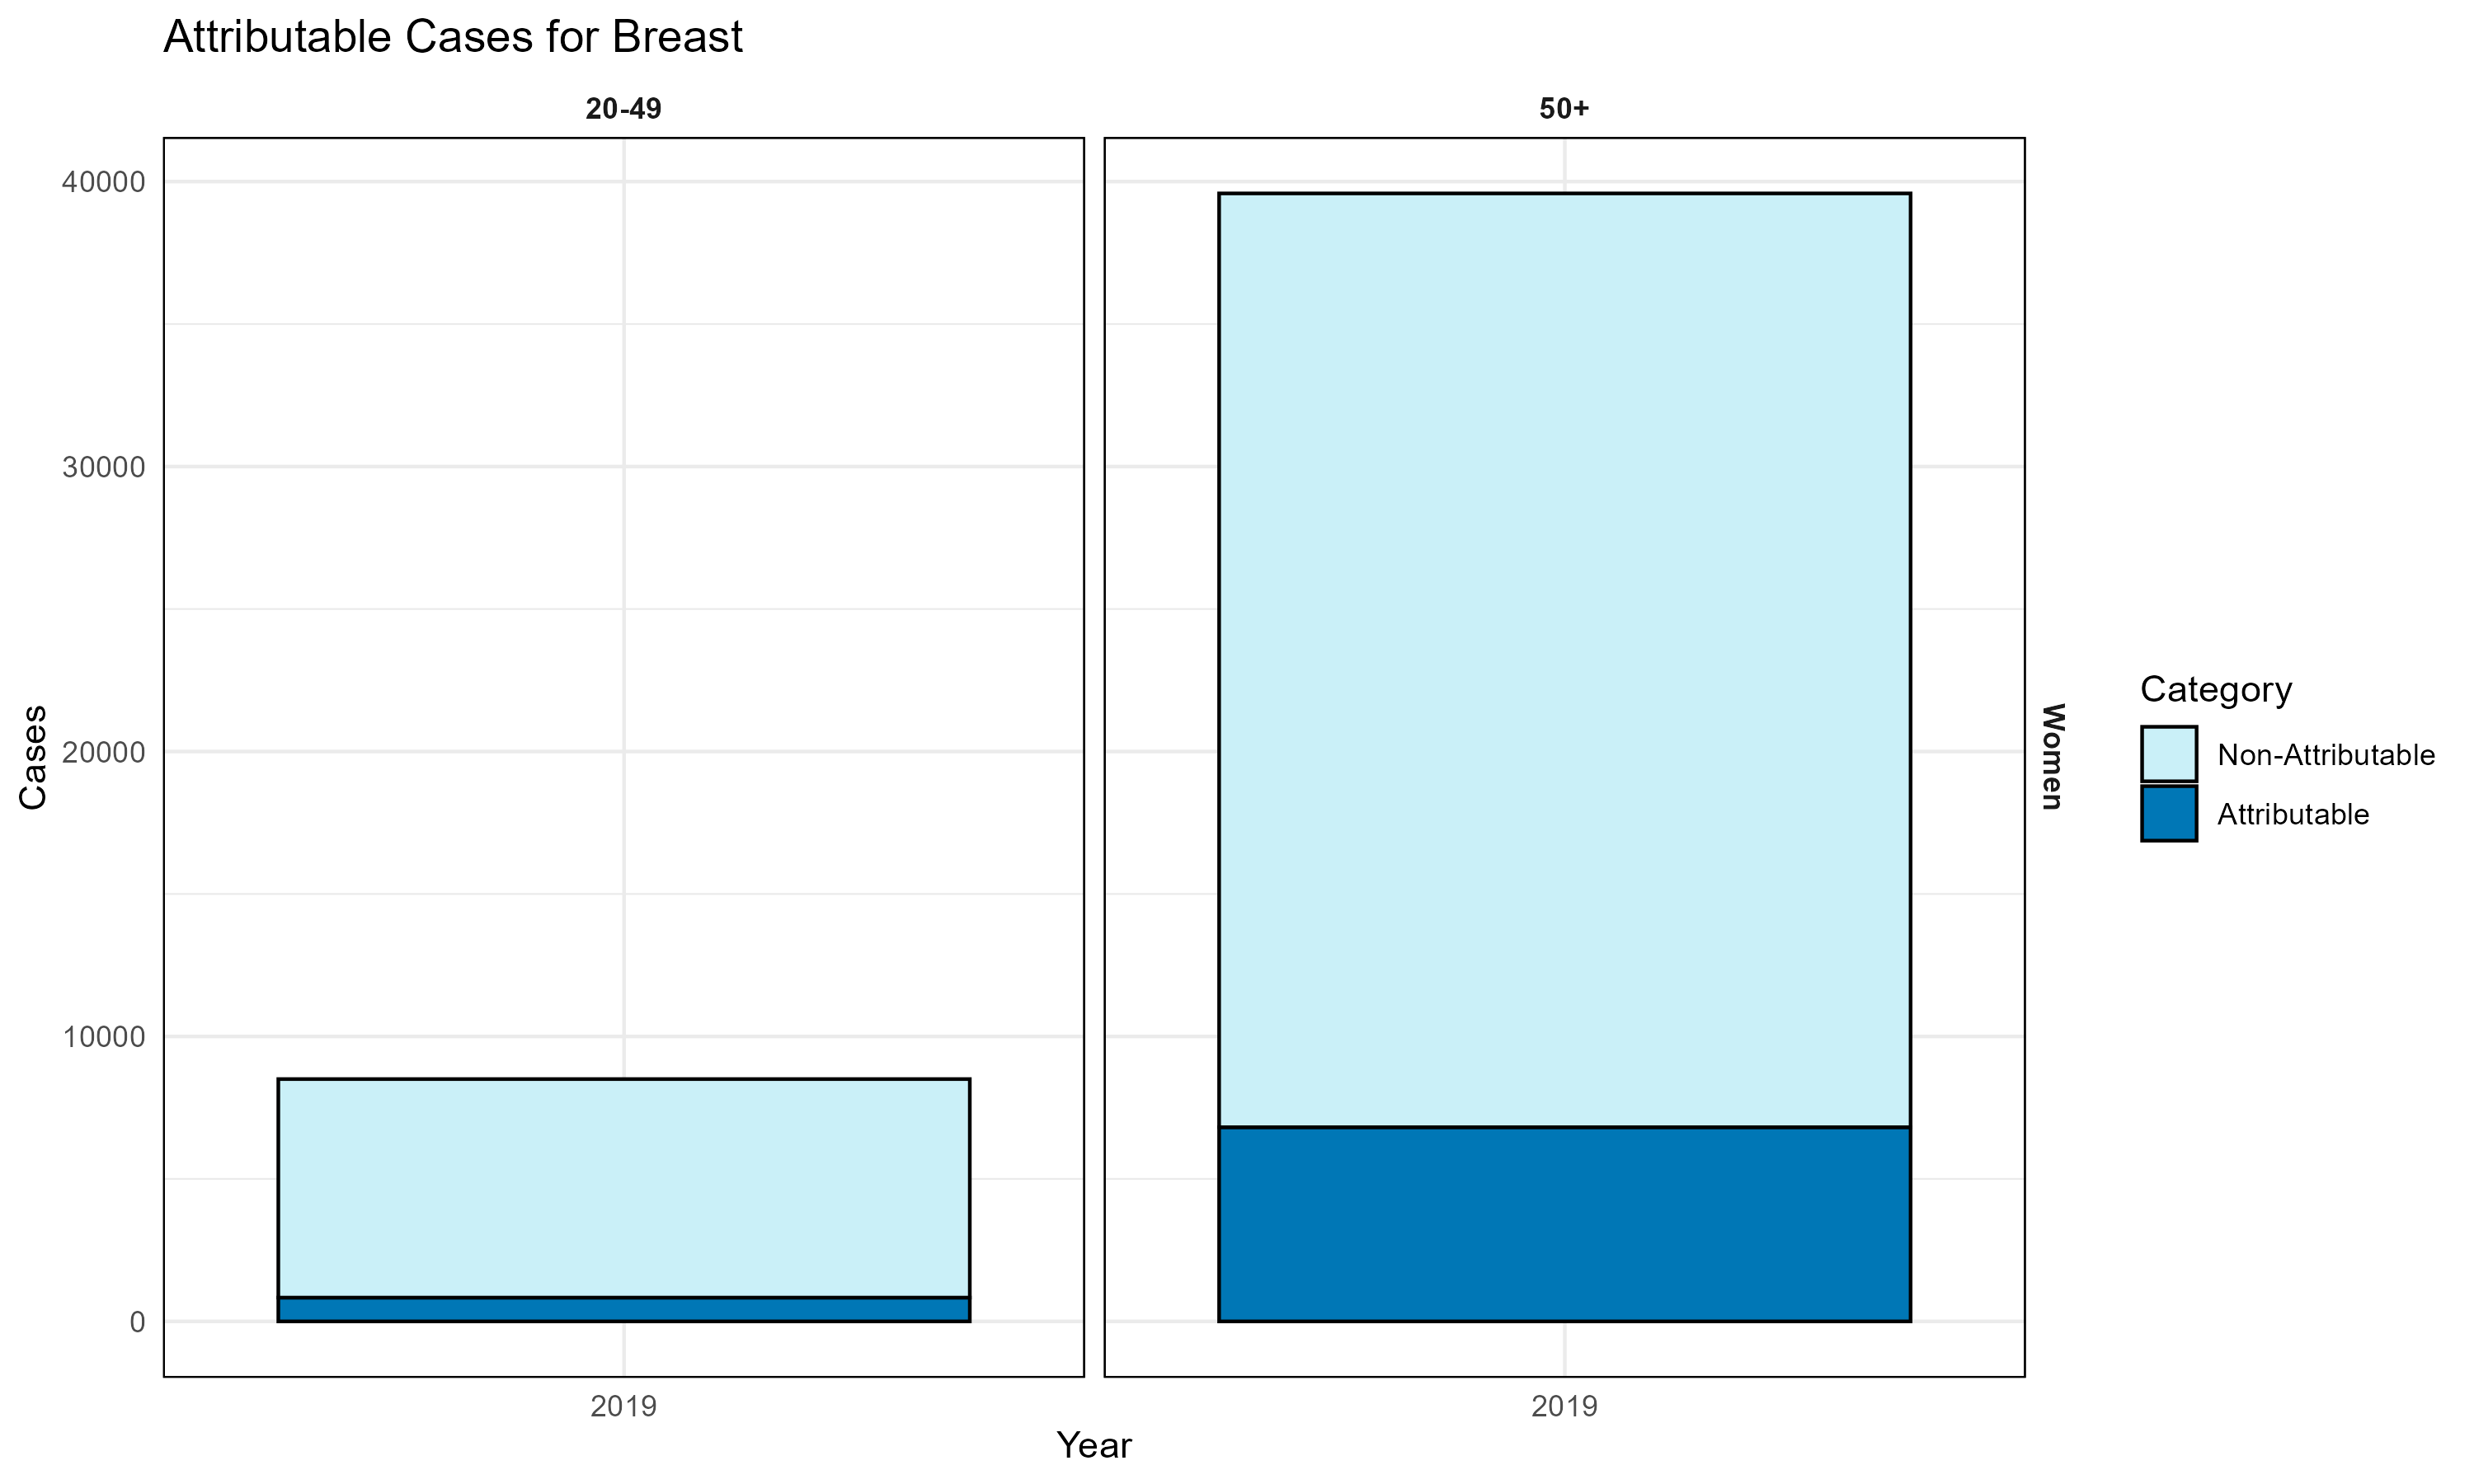 Attributable Cases for Breast
20-49
50+
40000
30000
20000
10000
0
Cases
Women
2019
2019
Year
Category
Non-Attributable
Attributable